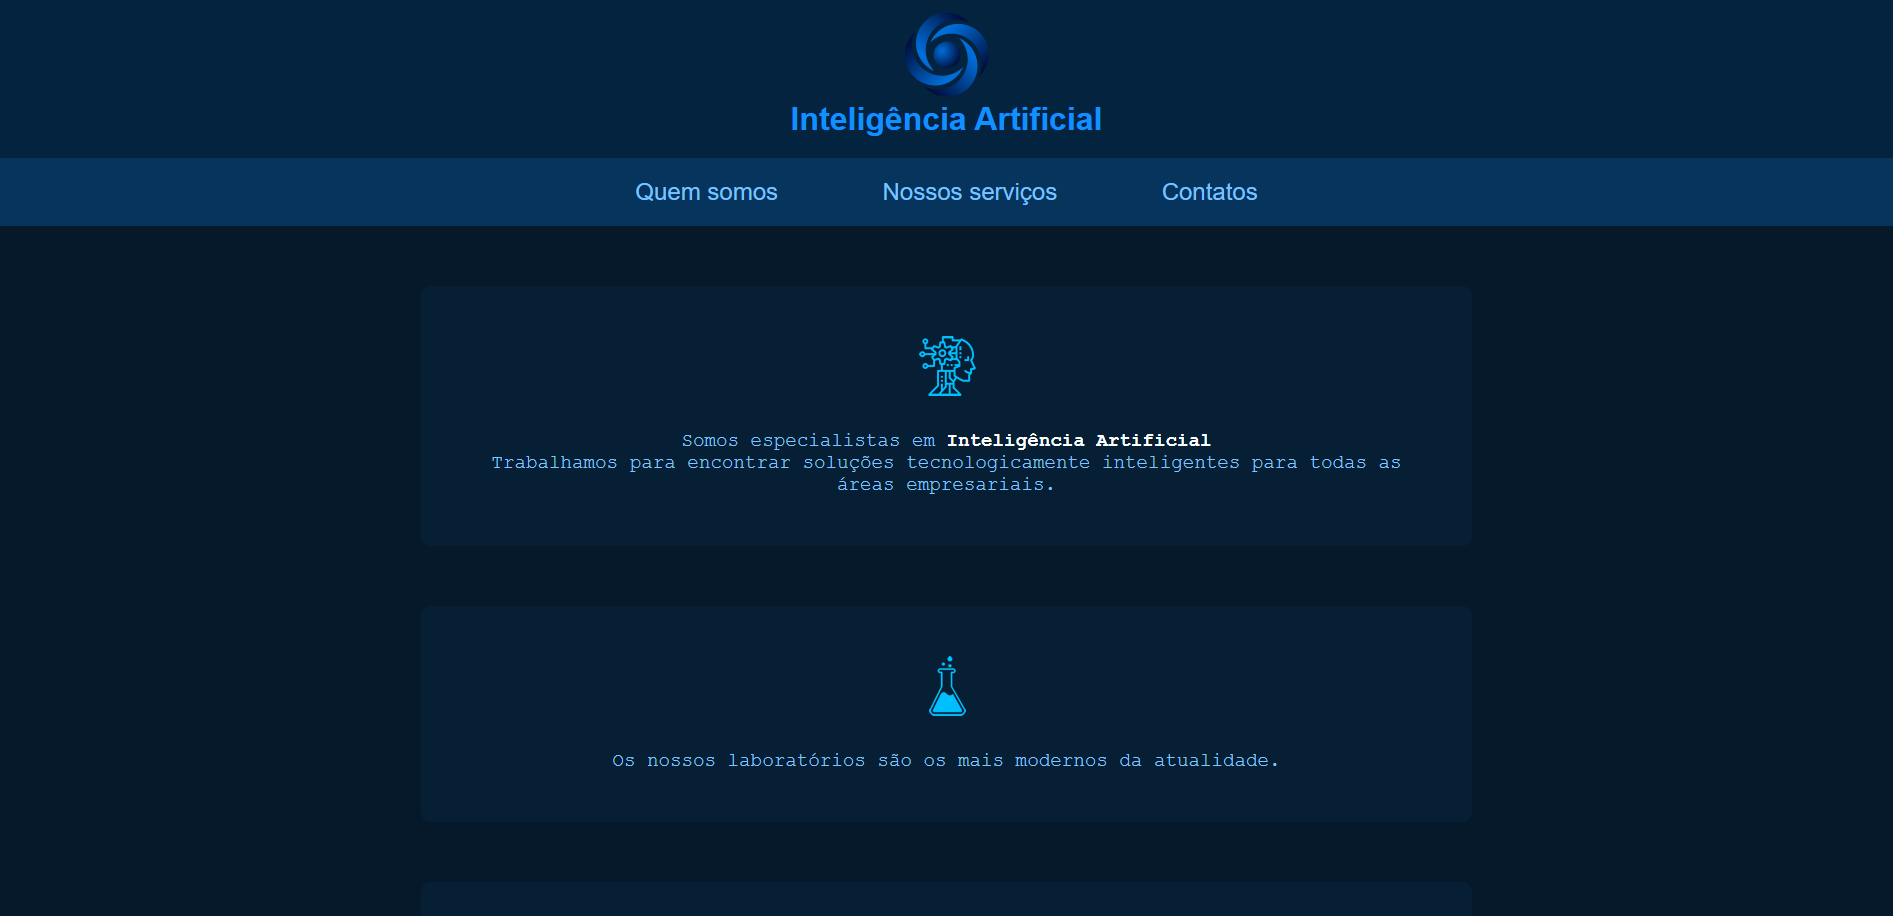 Inteligência Artificial
Quem somos
Nossos serviços
Contatos
Somos especialistas em Inteligência Artificial
Trabalhamos para encontrar soluções tecnologicamente inteligentes para todas as
áreas empresariais.
Os nossos laboratórios são os mais modernos da atualidade.